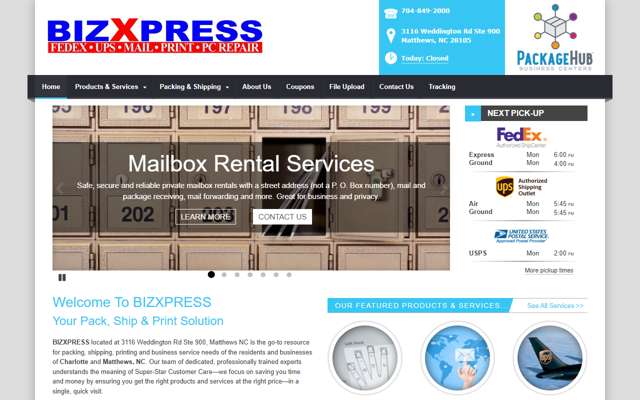 BIZXPRESS
FEDEX • UPS • MAIL • PRINT • PC REPAIR
704-849-2000
3116 Weddington Rd Ste 900
Matthews, NC 28105
Today: Closed
PACKAGEHUB
BUSINESS CENTERS
Home Products & Services Packing & Shipping About Us Coupons File Upload Contact Us Tracking
Mailbox Rental Services
Safe, secure and reliable private mailbox rentals with a street address (not a P. O. Box number), mail and
package receiving, mail forwarding and more. Great for business and privacy.
LEARN MORE CONTACT US
201 202 203
» NEXT PICK-UP
FedEx
Authorized ShipCenter
Express Mon 6:00 PM
Ground Mon 4:00 PM
ups Authorized
Shipping
Outlet
Air Mon 5:45 PM
Ground Mon 5:45 PM
UNITED STATES
POSTAL SERVICE
Approved Postal Provider
USPS Mon 2:00 PM
More pickup times
Welcome To BIZXPRESS
Your Pack, Ship & Print Solution
BIZXPRESS located at 3116 Weddington Rd Ste 900, Matthews NC is the go-to resource
for packing, shipping, printing and business service needs of the residents and businesses
of Charlotte and Matthews, NC. Our team of dedicated, professionally trained experts
understands the meaning of Super-Star Customer Care—we focus on saving you time
and money by ensuring you get the right products and services at the right price—in a
single, quick visit.
OUR FEATURED PRODUCTS & SERVICES... See All Services >>